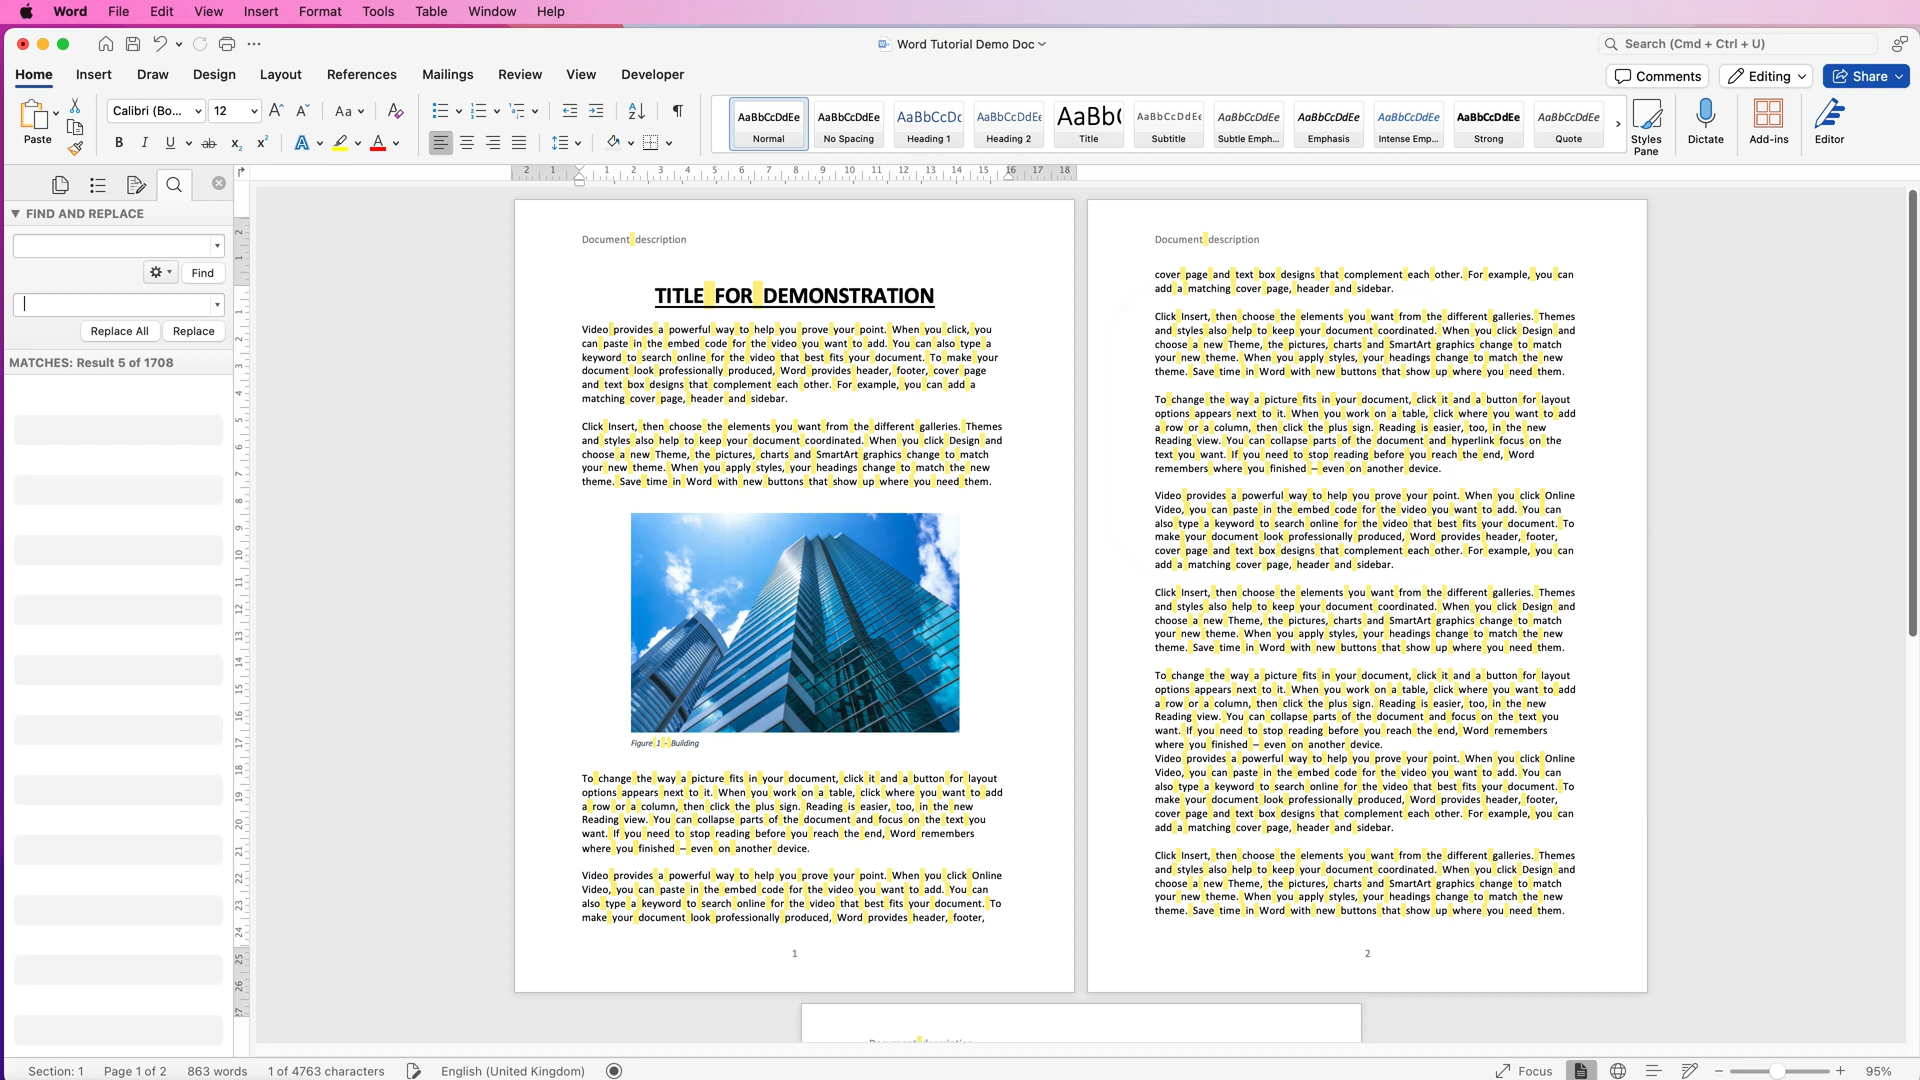 Word File Edit View Insert Format Tools Table Window Help
Word Tutorial Demo Doc
Search (Cmd + Ctrl + U)
Home Insert Draw Design Layout References Mailings Review View Developer
Comments Editing Share
Paste
Calibri (Bo... 12
AaBbCcDdEe Normal
AaBbCcDdEe No Spacing
AaBbCcDc Heading 1
AaBbCcDdEe Heading 2
AaBb( Title
AaBbCcDdEe Subtitle
AaBbCcDdEe Subtle Emph...
AaBbCcDdEe Emphasis
AaBbCcDdEe Intense Emp...
AaBbCcDdEe Strong
AaBbCcDdEe Quote
Styles Pane
Dictate
Add-ins
Editor
FIND AND REPLACE
Find
Replace All Replace
MATCHES: Result 5 of 1708
2 1 1 2 3 4 5 6 7 8 9 10 11 12 13 14 15 16 17 18
Document description
TITLE FOR DEMONSTRATION
Video provides a powerful way to help you prove your point. When you click, you
can paste in the embed code for the video you want to add. You can also type a
keyword to search online for the video that best fits your document. To make your
document look professionally produced, Word provides header, footer, cover page
and text box designs that complement each other. For example, you can add a
matching cover page, header and sidebar.
Click Insert, then choose the elements you want from the different galleries. Themes
and styles also help to keep your document coordinated. When you click Design and
choose a new Theme, the pictures, charts and SmartArt graphics change to match
your new theme. When you apply styles, your headings change to match the new
theme. Save time in Word with new buttons that show up where you need them.
Figure 1 - Building
To change the way a picture fits in your document, click it and a button for layout
options appears next to it. When you work on a table, click where you want to add
a row or a column, then click the plus sign. Reading is easier, too, in the new
Reading view. You can collapse parts of the document and focus on the text you
want. If you need to stop reading before you reach the end, Word remembers
where you finished – even on another device.
Video provides a powerful way to help you prove your point. When you click Online
Video, you can paste in the embed code for the video you want to add. You can
also type a keyword to search online for the video that best fits your document. To
make your document look professionally produced, Word provides header, footer,
1
Document description
cover page and text box designs that complement each other. For example, you can
add a matching cover page, header and sidebar.
Click Insert, then choose the elements you want from the different galleries. Themes
and styles also help to keep your document coordinated. When you click Design and
choose a new Theme, the pictures, charts and SmartArt graphics change to match
your new theme. When you apply styles, your headings change to match the new
theme. Save time in Word with new buttons that show up where you need them.
To change the way a picture fits in your document, click it and a button for layout
options appears next to it. When you work on a table, click where you want to add
a row or a column, then click the plus sign. Reading is easier, too, in the new
Reading view. You can collapse parts of the document and hyperlink focus on the
text you want. If you need to stop reading before you reach the end, Word
remembers where you finished – even on another device.
Video provides a powerful way to help you prove your point. When you click Online
Video, you can paste in the embed code for the video you want to add. You can
also type a keyword to search online for the video that best fits your document. To
make your document look professionally produced, Word provides header, footer,
cover page and text box designs that complement each other. For example, you can
add a matching cover page, header and sidebar.
Click Insert, then choose the elements you want from the different galleries. Themes
and styles also help to keep your document coordinated. When you click Design and
choose a new Theme, the pictures, charts and SmartArt graphics change to match
your new theme. When you apply styles, your headings change to match the new
theme. Save time in Word with new buttons that show up where you need them.
To change the way a picture fits in your document, click it and a button for layout
options appears next to it. When you work on a table, click where you want to add
a row or a column, then click the plus sign. Reading is easier, too, in the new
Reading view. You can collapse parts of the document and focus on the text you
want. If you need to stop reading before you reach the end, Word remembers
where you finished – even on another device.
Video provides a powerful way to help you prove your point. When you click Online
Video, you can paste in the embed code for the video you want to add. You can
also type a keyword to search online for the video that best fits your document. To
make your document look professionally produced, Word provides header, footer,
cover page and text box designs that complement each other. For example, you can
add a matching cover page, header and sidebar.
Click Insert, then choose the elements you want from the different galleries. Themes
and styles also help to keep your document coordinated. When you click Design and
choose a new Theme, the pictures, charts and SmartArt graphics change to match
your new theme. When you apply styles, your headings change to match the new
theme. Save time in Word with new buttons that show up where you need them.
2
Section: 1 Page 1 of 2 863 words 1 of 4763 characters English (United Kingdom) Focus 95%